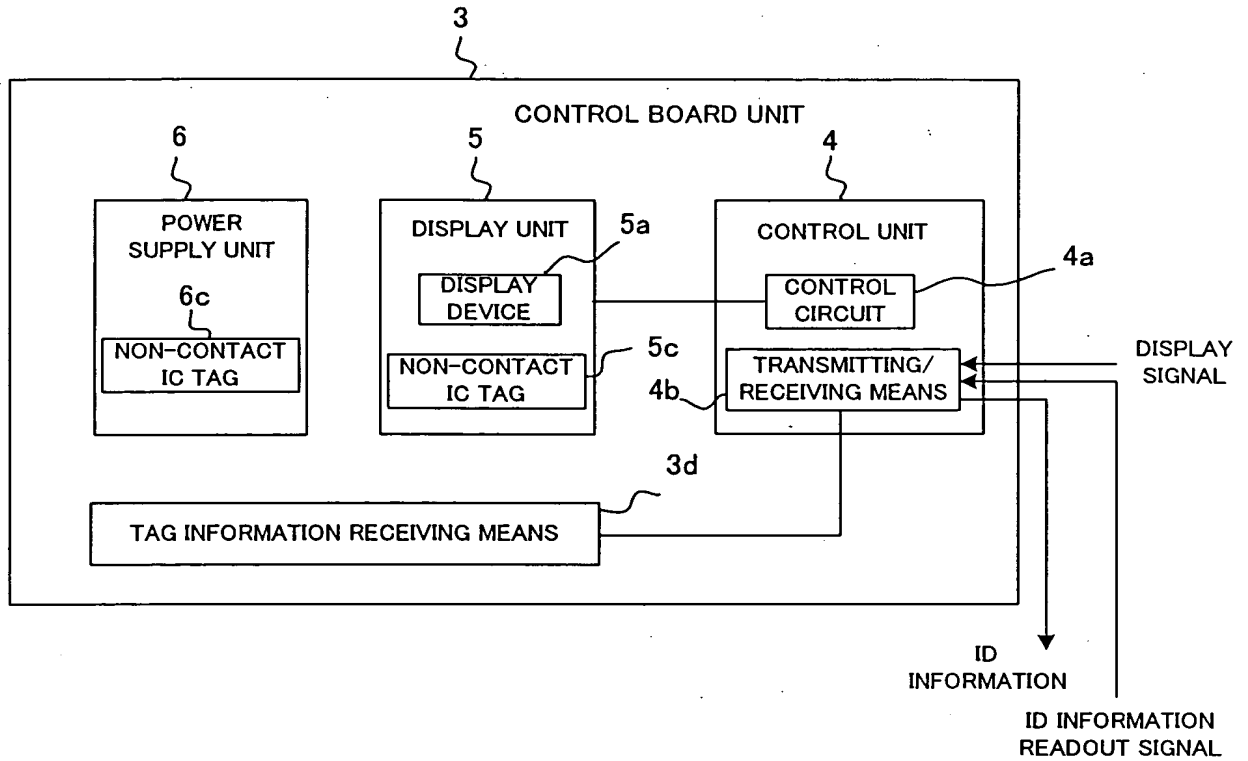 3
CONTROL BOARD UNIT
6
5
4
POWER
SUPPLY UNIT
6c
NON-CONTACT
IC TAG
DISPLAY UNIT
5a
DISPLAY
DEVICE
5c
NON-CONTACT
IC TAG
CONTROL UNIT
4a
CONTROL
CIRCUIT
4b
TRANSMITTING/
RECEIVING MEANS
DISPLAY
SIGNAL
3d
TAG INFORMATION RECEIVING MEANS
ID
INFORMATION
ID INFORMATION
READOUT SIGNAL